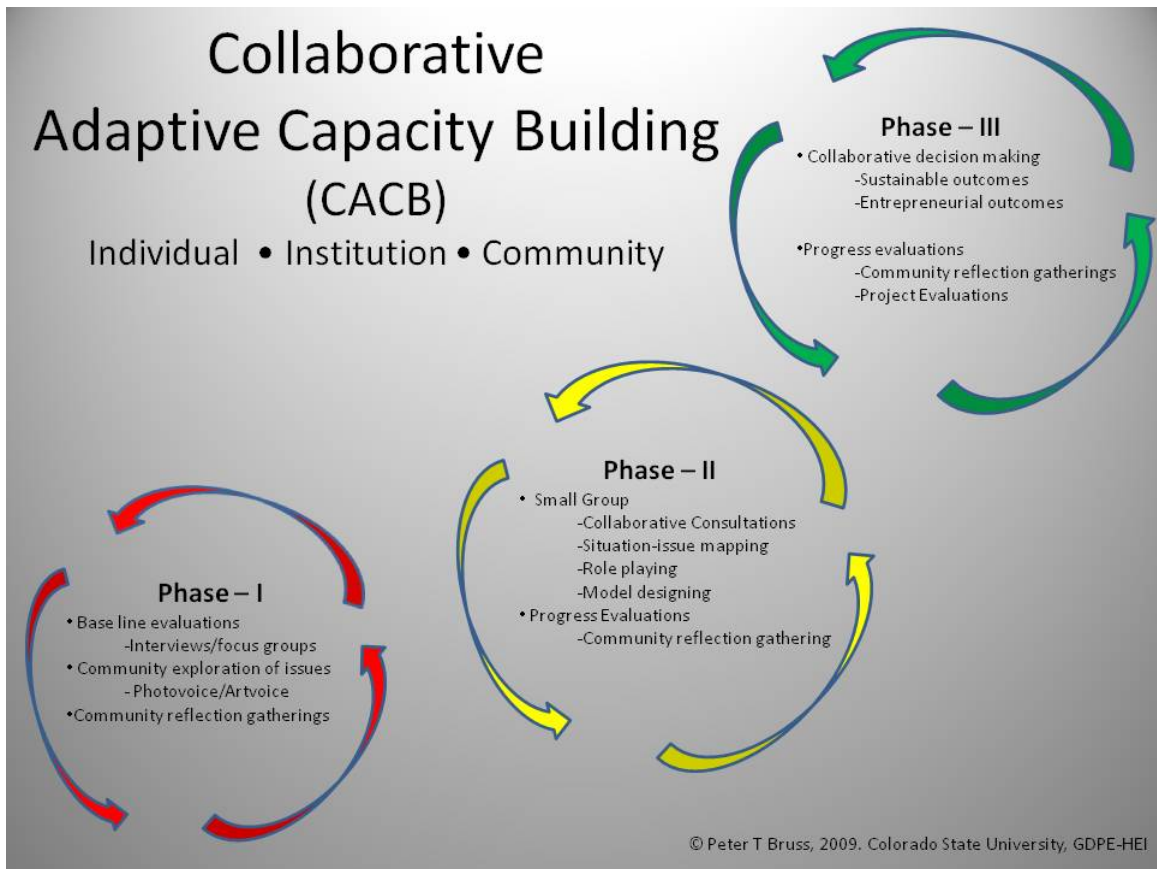 Collaborative
Adaptive Capacity Building
(CACB)
Individual • Institution • Community
Phase – III
• Collaborative decision making
-Sustainable outcomes
-Entrepreneurial outcomes
•Progress evaluations
-Community reflection gatherings
-Project Evaluations
Phase – II
• Small Group
-Collaborative Consultations
-Situation-issue mapping
-Role playing
-Model designing
• Progress Evaluations
-Community reflection gathering
Phase – I
• Base line evaluations
-Interviews/focus groups
• Community exploration of issues
- Photovoice/Artvoice
•Community reflection gatherings
© Peter T Bruss, 2009. Colorado State University, GDPE-HEI